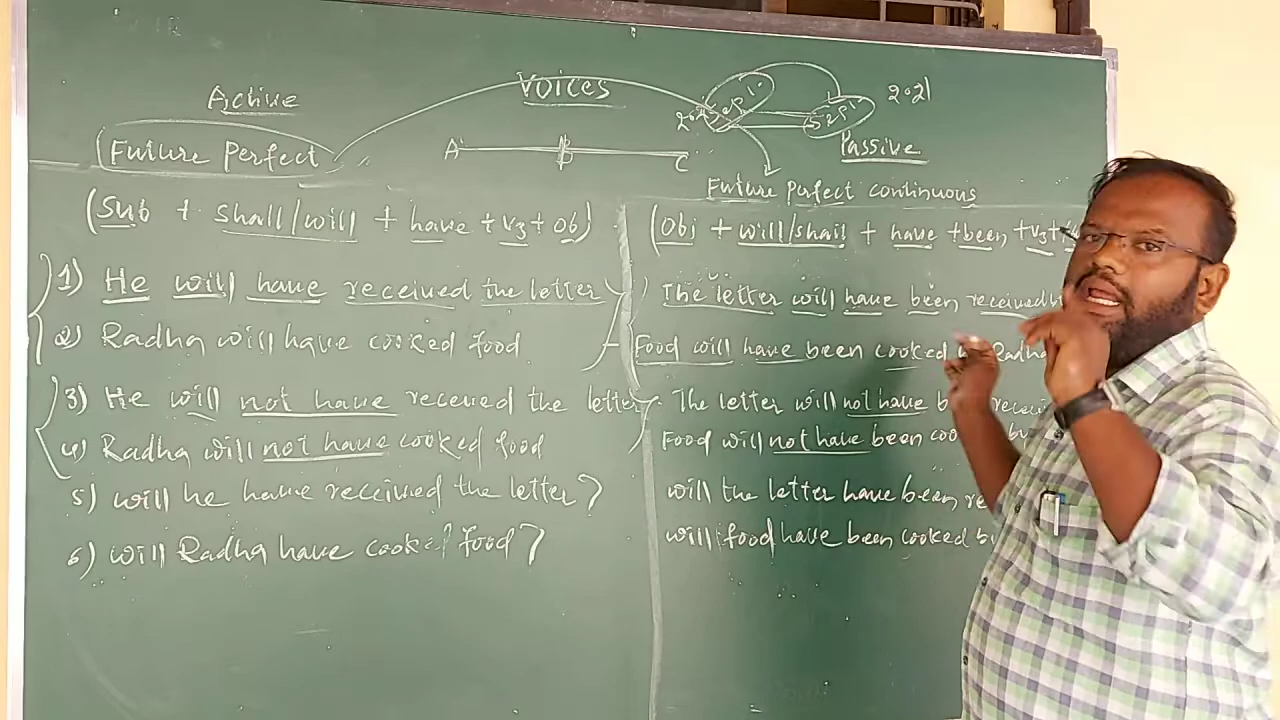 Voices
Active
2021
Passive
Future Perfect
A B C
Future Perfect continuous
(Sub + Shall/will + have + v3 + Ob)
(Obj + will/shall + have + been + v3 +
1) He will have received the letter
The letter will have been received
2) Radha will have cooked food
Food will have been cooked Radha
3) He will not have received the letter
The letter will not have
4) Radha will not have cooked food
Food will not have been
5) will he have received the letter?
will the letter have been re
6) will Radha have cooked food?
will food have been cooked